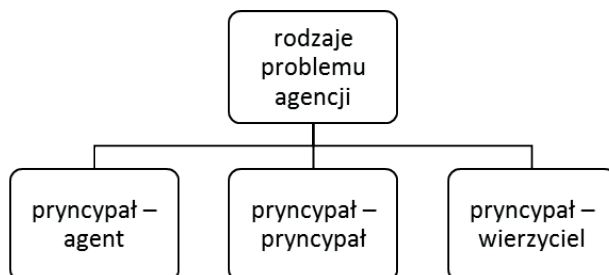 rodzaje
problemu
agencji
pryncypał –
agent
pryncypał –
pryncypał
pryncypał –
wierzyciel